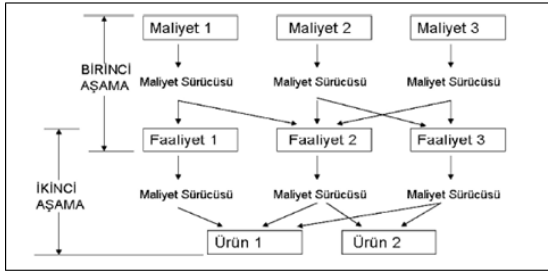 Maliyet 1 Maliyet 2 Maliyet 3
BİRİNCİ
AŞAMA
Maliyet Sürücüsü Maliyet Sürücüsü Maliyet Sürücüsü
Faaliyet 1 Faaliyet 2 Faaliyet 3
İKİNCİ
AŞAMA
Maliyet Sürücüsü Maliyet Sürücüsü Maliyet Sürücüsü
Ürün 1 Ürün 2